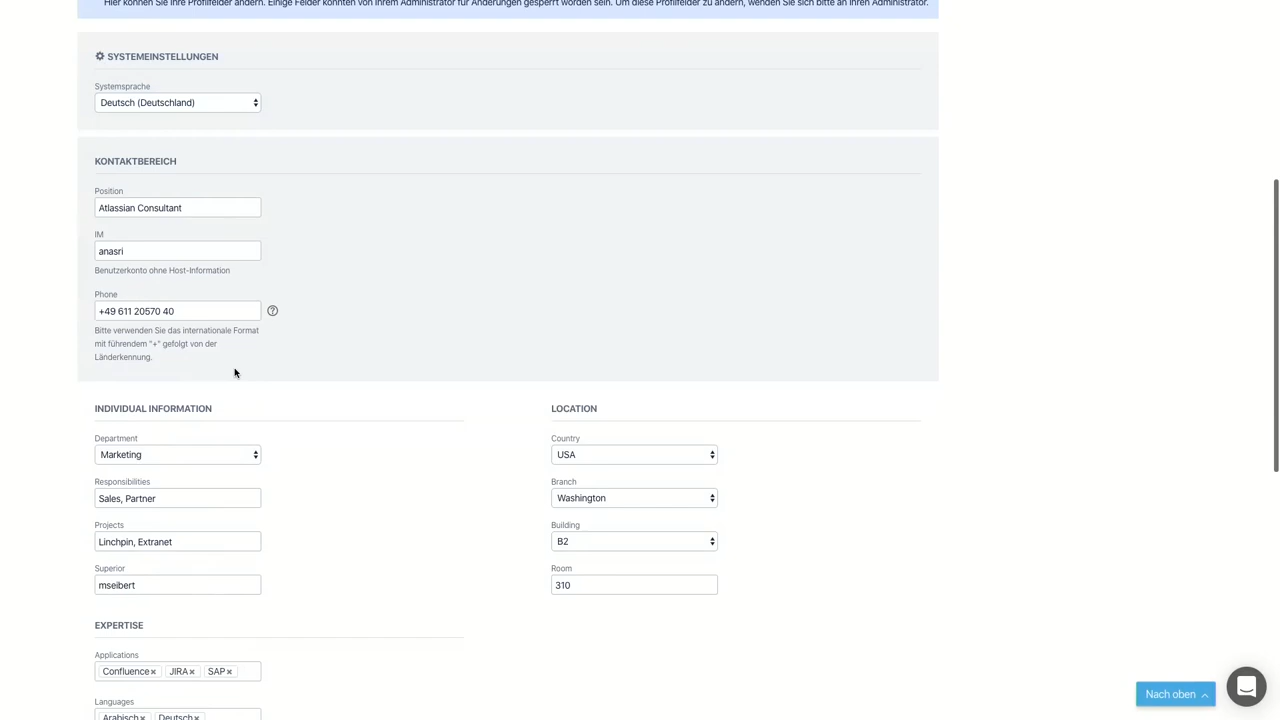 Hier können Sie Ihre Profilfelder ändern. Einige Felder könnten von Ihrem Administrator für Änderungen gesperrt worden sein. Um diese Profilfelder zu ändern, wenden Sie sich bitte an Ihren Administrator.
SYSTEMEINSTELLUNGEN
Systemsprache
Deutsch (Deutschland)
KONTAKTBEREICH
Position
Atlassian Consultant
IM
anasri
Benutzerkonto ohne Host-Information
Phone
+49 611 20570 40
Bitte verwenden Sie das internationale Format
mit führendem "+" gefolgt von der
Länderkennung.
INDIVIDUAL INFORMATION
Department
Marketing
Responsibilities
Sales, Partner
Projects
Linchpin, Extranet
Superior
mseibert
LOCATION
Country
USA
Branch
Washington
Building
B2
Room
310
EXPERTISE
Applications
Confluence× JIRA× SAP×
Languages
Arabisch× Deutsch×
Nach oben